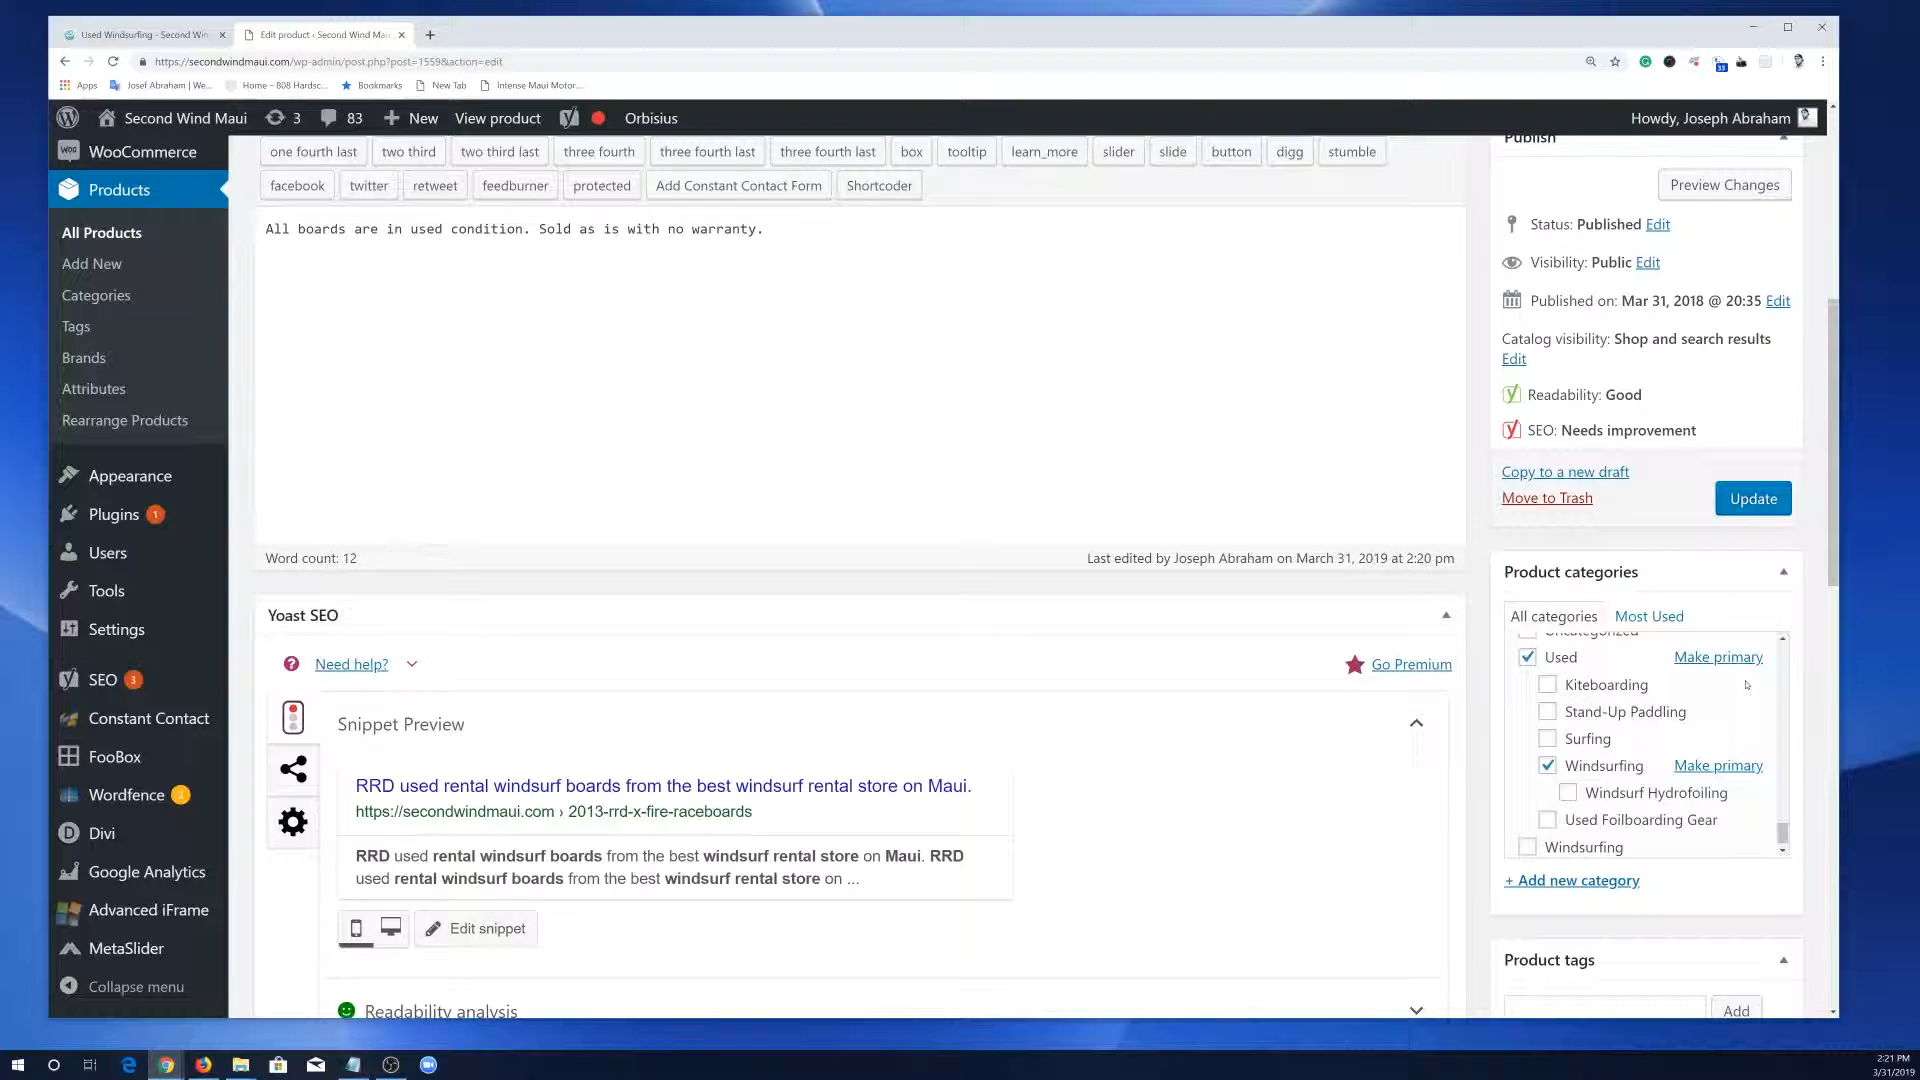 Used Windsurfing - Second Win
Edit product ‹ Second Wind Mau
https://secondwindmaui.com/wp-admin/post.php?post=1559&action=edit
Apps
Josef Abraham | We...
Home – 808 Hardsc...
Bookmarks
New Tab
Intense Maui Motor...
Second Wind Maui
3
83
New
View product
Orbisius
Howdy, Joseph Abraham
WooCommerce
Products
All Products
Add New
Categories
Tags
Brands
Attributes
Rearrange Products
Appearance
Plugins 1
Users
Tools
Settings
SEO 3
Constant Contact
FooBox
Wordfence 2
Divi
Google Analytics
Advanced iFrame
MetaSlider
Collapse menu
one fourth last two third two third last three fourth three fourth last three fourth last box tooltip learn_more slider slide button digg stumble
facebook twitter retweet feedburner protected Add Constant Contact Form Shortcoder
All boards are in used condition. Sold as is with no warranty.
Word count: 12
Last edited by Joseph Abraham on March 31, 2019 at 2:20 pm
Yoast SEO
Need help?
Go Premium
Snippet Preview
RRD used rental windsurf boards from the best windsurf rental store on Maui.
https://secondwindmaui.com › 2013-rrd-x-fire-raceboards
RRD used rental windsurf boards from the best windsurf rental store on Maui. RRD
used rental windsurf boards from the best windsurf rental store on ...
Edit snippet
Readability analysis
Publish
Preview Changes
Status: Published Edit
Visibility: Public Edit
Published on: Mar 31, 2018 @ 20:35 Edit
Catalog visibility: Shop and search results
Edit
Readability: Good
SEO: Needs improvement
Copy to a new draft
Move to Trash
Update
Product categories
All categories
Most Used
Uncategorized
Used Make primary
Kiteboarding
Stand-Up Paddling
Surfing
Windsurfing Make primary
Windsurf Hydrofoiling
Used Foilboarding Gear
Windsurfing
+ Add new category
Product tags
Add
2:21 PM
3/31/2019